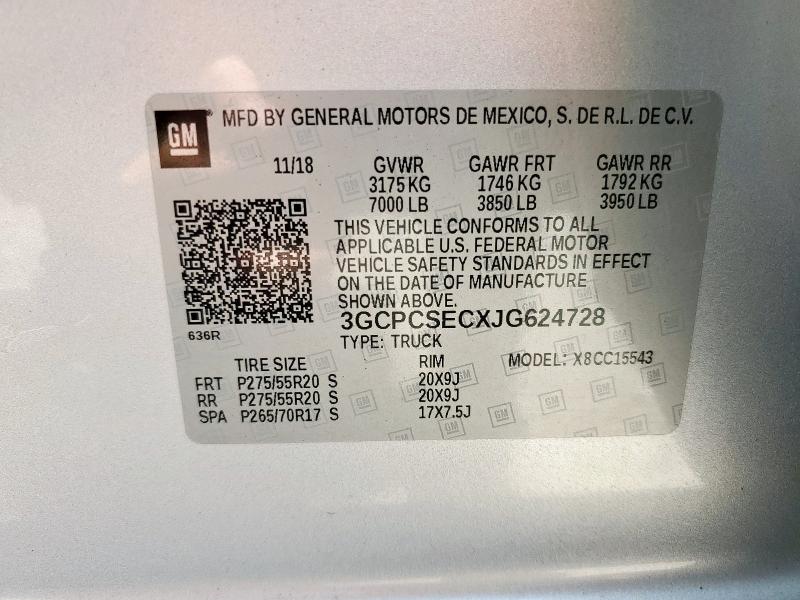 GM ® MFD BY GENERAL MOTORS DE MEXICO, S. DE R.L. DE C.V.
11/18 GVWR GAWR FRT GAWR RR
3175 KG 1746 KG 1792 KG
7000 LB 3850 LB 3950 LB
THIS VEHICLE CONFORMS TO ALL
APPLICABLE U.S. FEDERAL MOTOR
VEHICLE SAFETY STANDARDS IN EFFECT
ON THE DATE OF MANUFACTURE
SHOWN ABOVE.
3GCPCSECXJG624728
636R
TYPE: TRUCK
TIRE SIZE RIM MODEL: X8CC15543
FRT P275/55R20 S 20X9J
RR P275/55R20 S 20X9J
SPA P265/70R17 S 17X7.5J